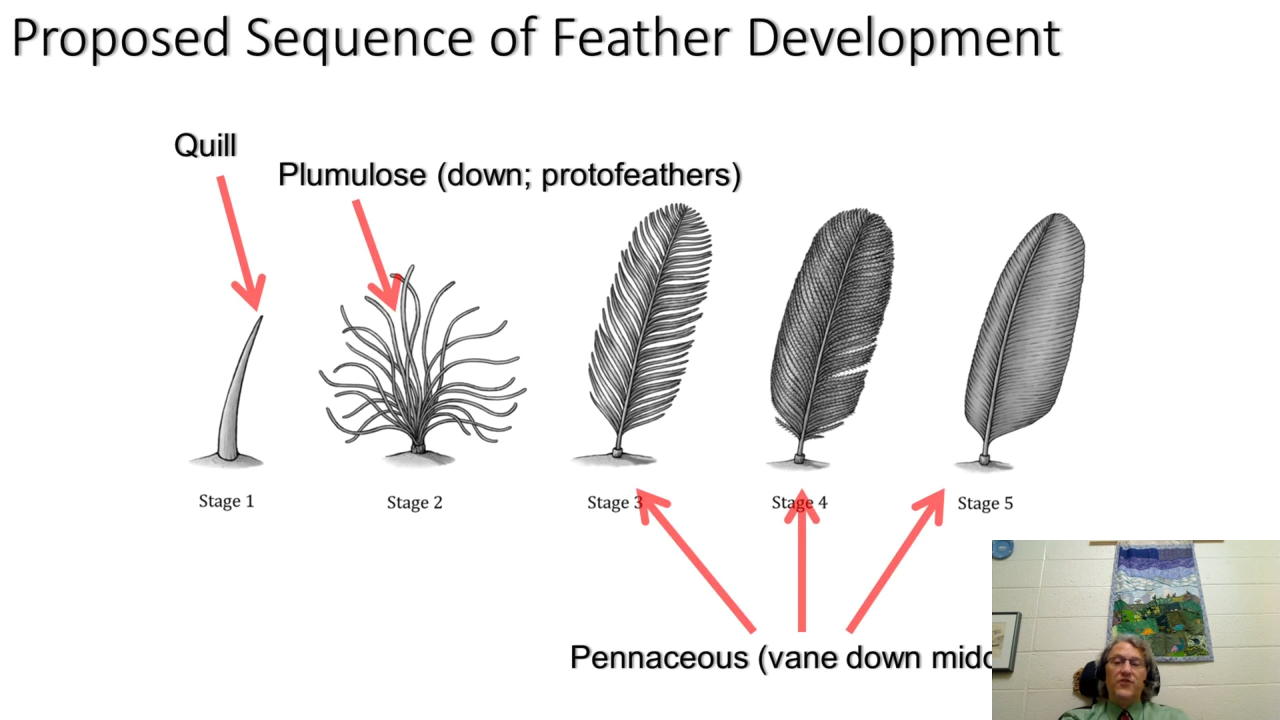 Proposed Sequence of Feather Development
Quill
Plumulose (down; protofeathers)
Stage 1
Stage 2
Stage 3
Stage 4
Stage 5
Pennaceous (vane down